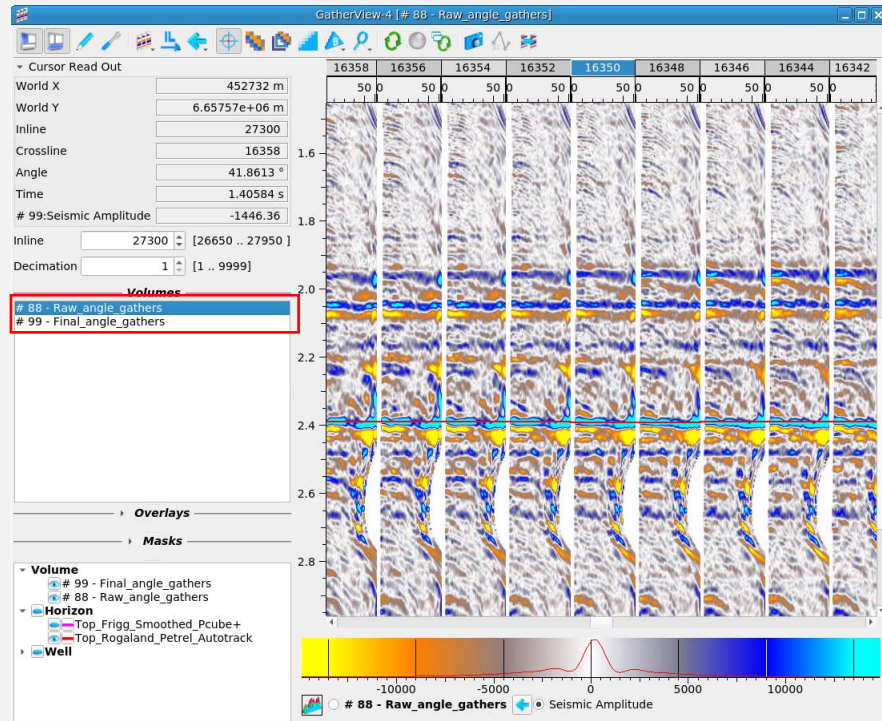 GatherView-4 [# 88 - Raw_angle_gathers]
Cursor Read Out
World X 452732 m
World Y 6.65757e+06 m
Inline 27300
Crossline 16358
Angle 41.8613 °
Time 1.40584 s
# 99:Seismic Amplitude -1446.36
Inline 27300 [26650 .. 27950 ]
Decimation 1 [1 .. 9999]
Volumes
# 88 - Raw_angle_gathers
# 99 - Final_angle_gathers
Overlays
Masks
Volume
# 99 - Final_angle_gathers
# 88 - Raw_angle_gathers
Horizon
Top_Frigg_Smoothed_Pcube+
Top_Rogaland_Petrel_Autotrack
Well
16358 16356 16354 16352 16350 16348 16346 16344 16342
50 0 50 0 50 0 50 0 50 0 50 0 50 0 50 0
1.6
1.8
2.0
2.2
2.4
2.6
2.8
-10000 -5000 0 5000 10000
# 88 - Raw_angle_gathers Seismic Amplitude